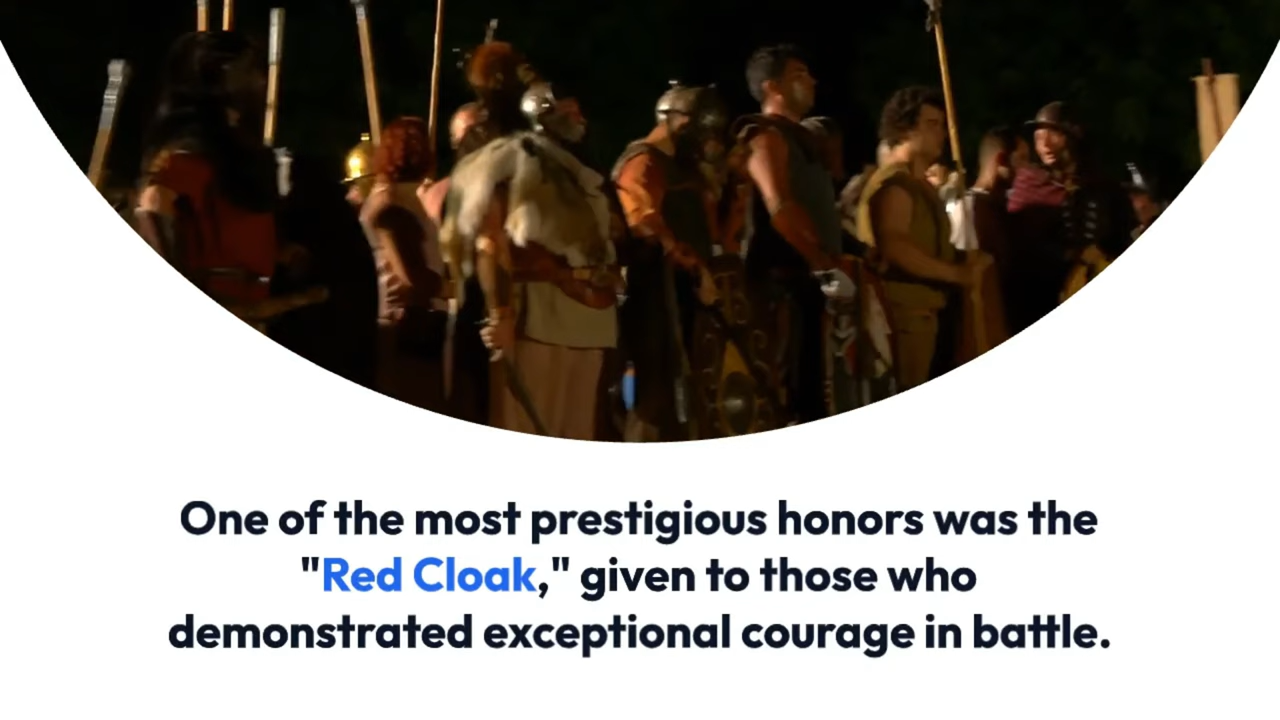 One of the most prestigious honors was the
"Red Cloak," given to those who
demonstrated exceptional courage in battle.